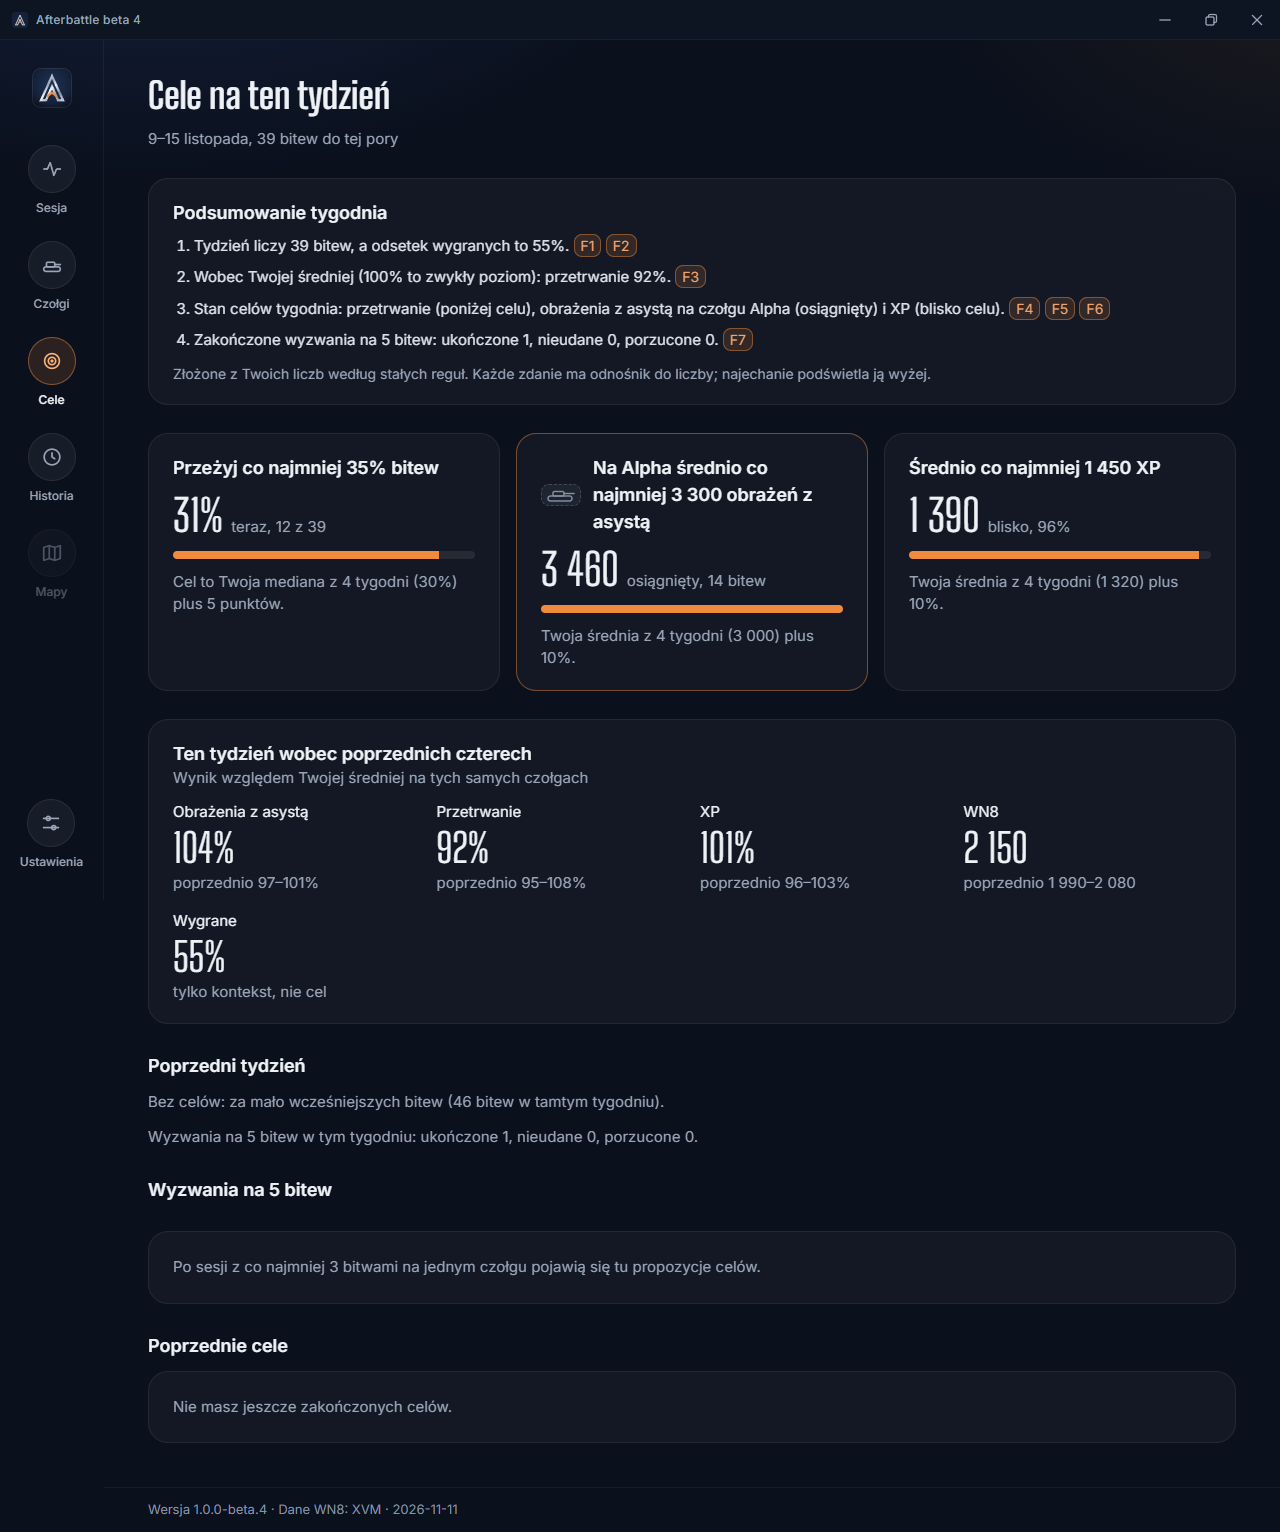 Afterbattle beta 4
Cele na ten tydzień
9–15 listopada, 39 bitew do tej pory
Sesja
Czołgi
Cele
Historia
Mapy
Ustawienia
Podsumowanie tygodnia
1. Tydzień liczy 39 bitew, a odsetek wygranych to 55%. F1 F2
2. Wobec Twojej średniej (100% to zwykły poziom): przetrwanie 92%. F3
3. Stan celów tygodnia: przetrwanie (poniżej celu), obrażenia z asystą na czołgu Alpha (osiągnięty) i XP (blisko celu). F4 F5 F6
4. Zakończone wyzwania na 5 bitew: ukończone 1, nieudane 0, porzucone 0. F7
Złożone z Twoich liczb według stałych reguł. Każde zdanie ma odnośnik do liczby; najechanie podświetla ją wyżej.
Przeżyj co najmniej 35% bitew
31% teraz, 12 z 39
Cel to Twoja mediana z 4 tygodni (30%)
plus 5 punktów.
Na Alpha średnio co
najmniej 3 300 obrażeń z
asystą
3 460 osiągnięty, 14 bitew
Twoja średnia z 4 tygodni (3 000) plus
10%.
Średnio co najmniej 1 450 XP
1 390 blisko, 96%
Twoja średnia z 4 tygodni (1 320) plus
10%.
Ten tydzień wobec poprzednich czterech
Wynik względem Twojej średniej na tych samych czołgach
Obrażenia z asystą
104%
poprzednio 97–101%
Przetrwanie
92%
poprzednio 95–108%
XP
101%
poprzednio 96–103%
WN8
2 150
poprzednio 1 990–2 080
Wygrane
55%
tylko kontekst, nie cel
Poprzedni tydzień
Bez celów: za mało wcześniejszych bitew (46 bitew w tamtym tygodniu).
Wyzwania na 5 bitew w tym tygodniu: ukończone 1, nieudane 0, porzucone 0.
Wyzwania na 5 bitew
Po sesji z co najmniej 3 bitwami na jednym czołgu pojawią się tu propozycje celów.
Poprzednie cele
Nie masz jeszcze zakończonych celów.
Wersja 1.0.0-beta.4 · Dane WN8: XVM · 2026-11-11